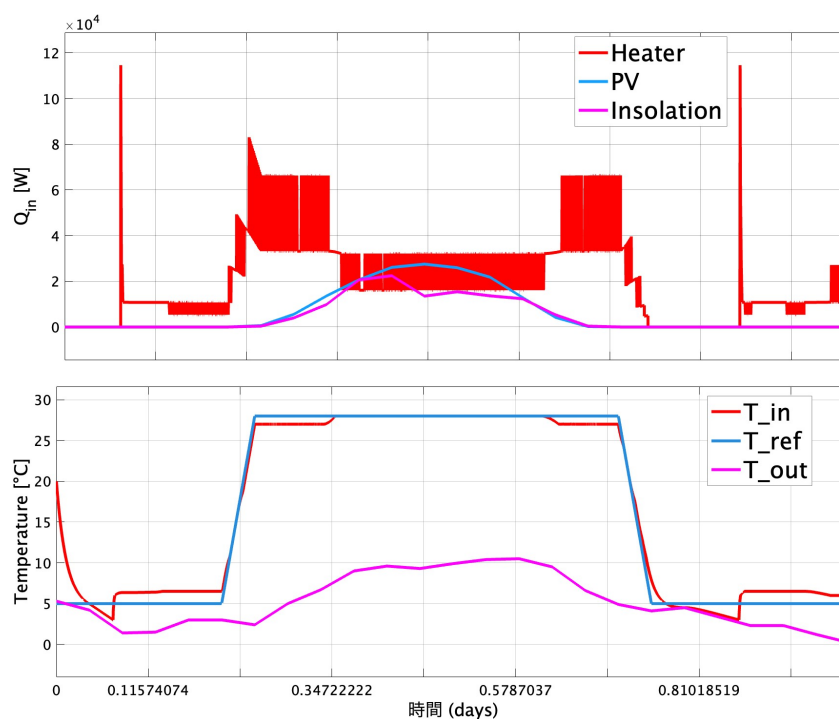 ×10⁴
12
10
8
6
4
2
0
Q_in [W]
Heater
PV
Insolation
30
25
20
15
10
5
0
Temperature [°C]
T_in
T_ref
T_out
0
0.11574074
0.34722222
0.5787037
0.81018519
時間 (days)